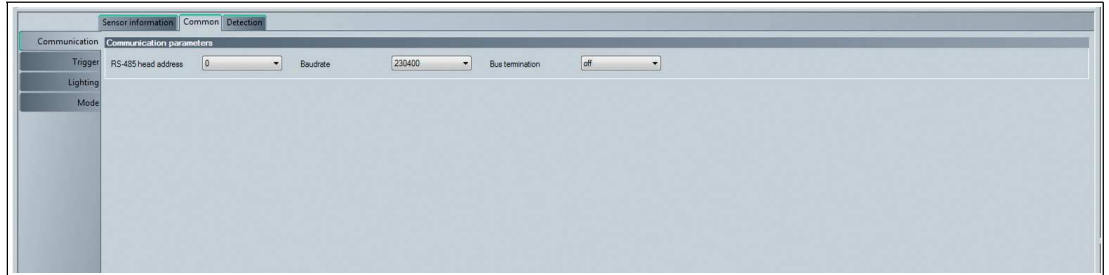 Sensor information Common Detection
Communication Communication parameters
Trigger RS-485 head address 0 Baudrate 230400 Bus termination off
Lighting
Mode